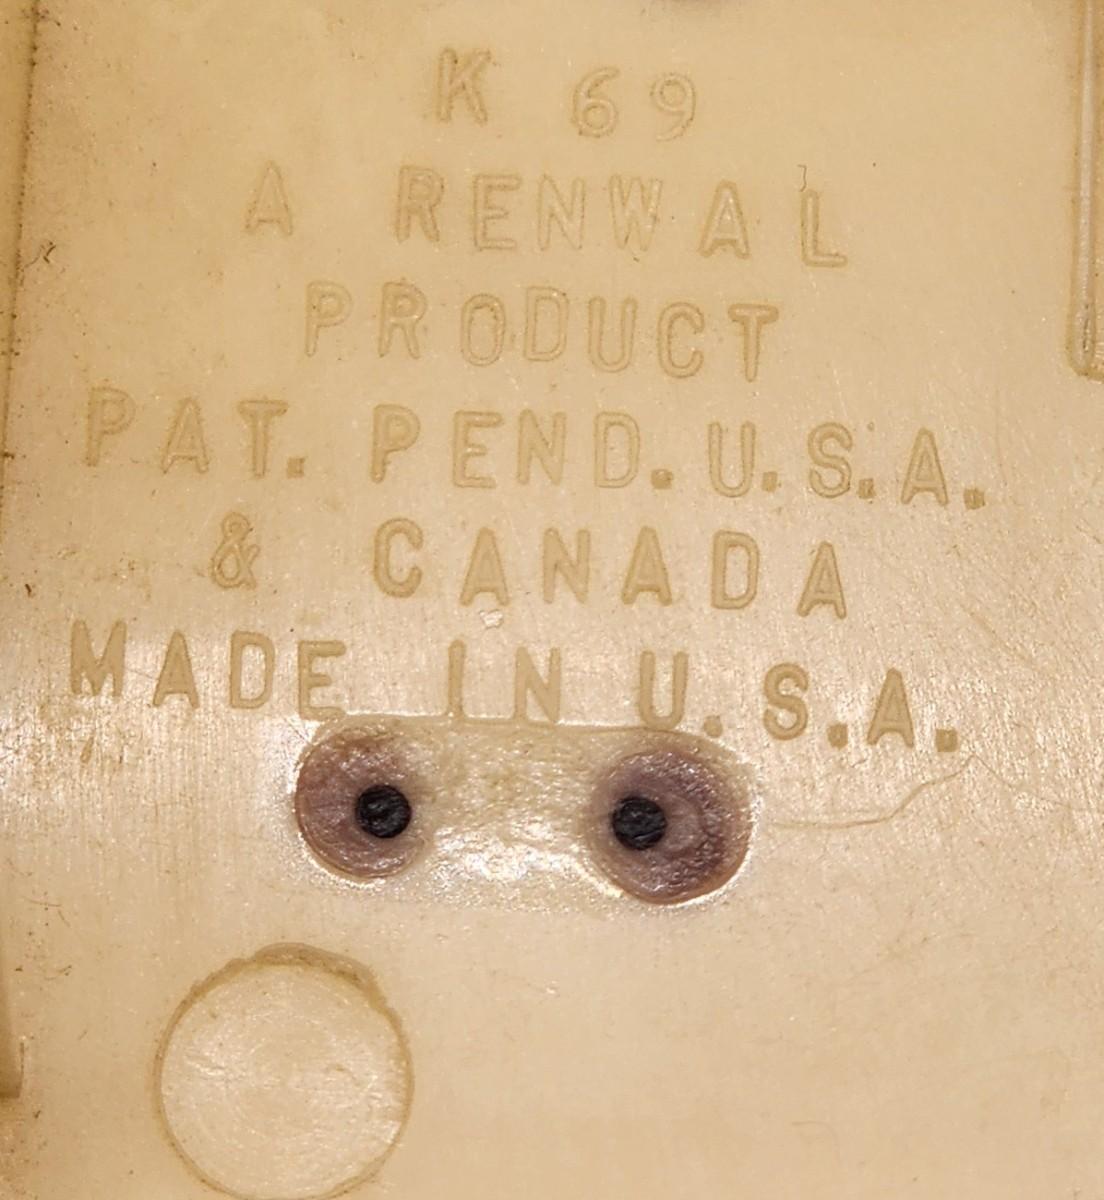 K 69
A RENWAL
PRODUCT
PAT. PEND. U.S.A.
& CANADA
MADE IN U.S.A.